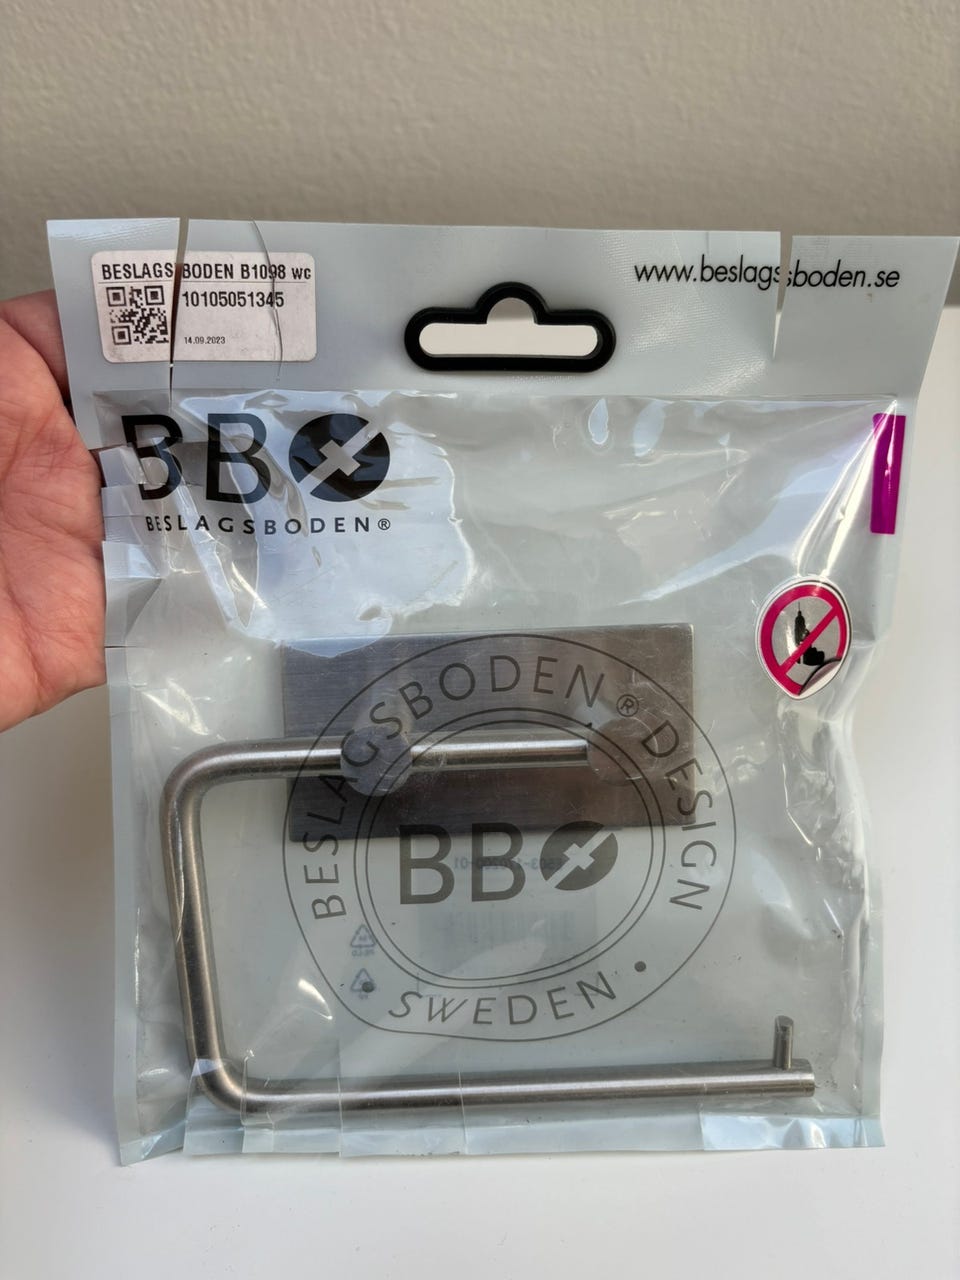 BESLAGSBODEN B1098 wc
10105051345
14.09.2023
www.beslagsboden.se
BB
BESLAGSBODEN®
BESLAGSBODEN® DESIGN
BB
• SWEDEN •